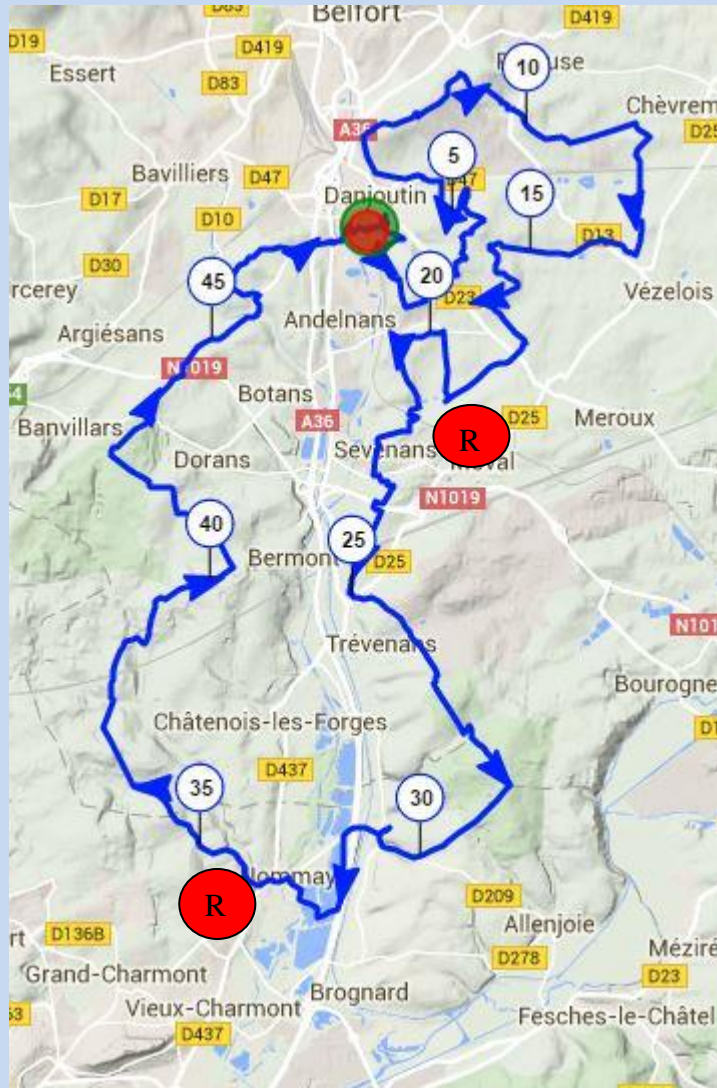 Belfort
D83
D419
D419
D19
Essert
D83
10
Chèvrem
A36
D25
5
Bavilliers
D47
D47
D17
Danjoutin
15
D10
D13
D30
45
20
D23
Vézelois
Andelnans
Argiésans
N1019
Botans
A36
D25
Meroux
Banvillars
R
Sévenans
Dorans
N1019
40
25
Bermont
D25
Trévenans
N101
Bourogne
Châtenois-les-Forges
D437
35
30
R
D209
Allenjoie
D136B
D278
Méziré
Grand-Charmont
D23
Brognard
Vieux-Charmont
Fesches-le-Châtel
D437